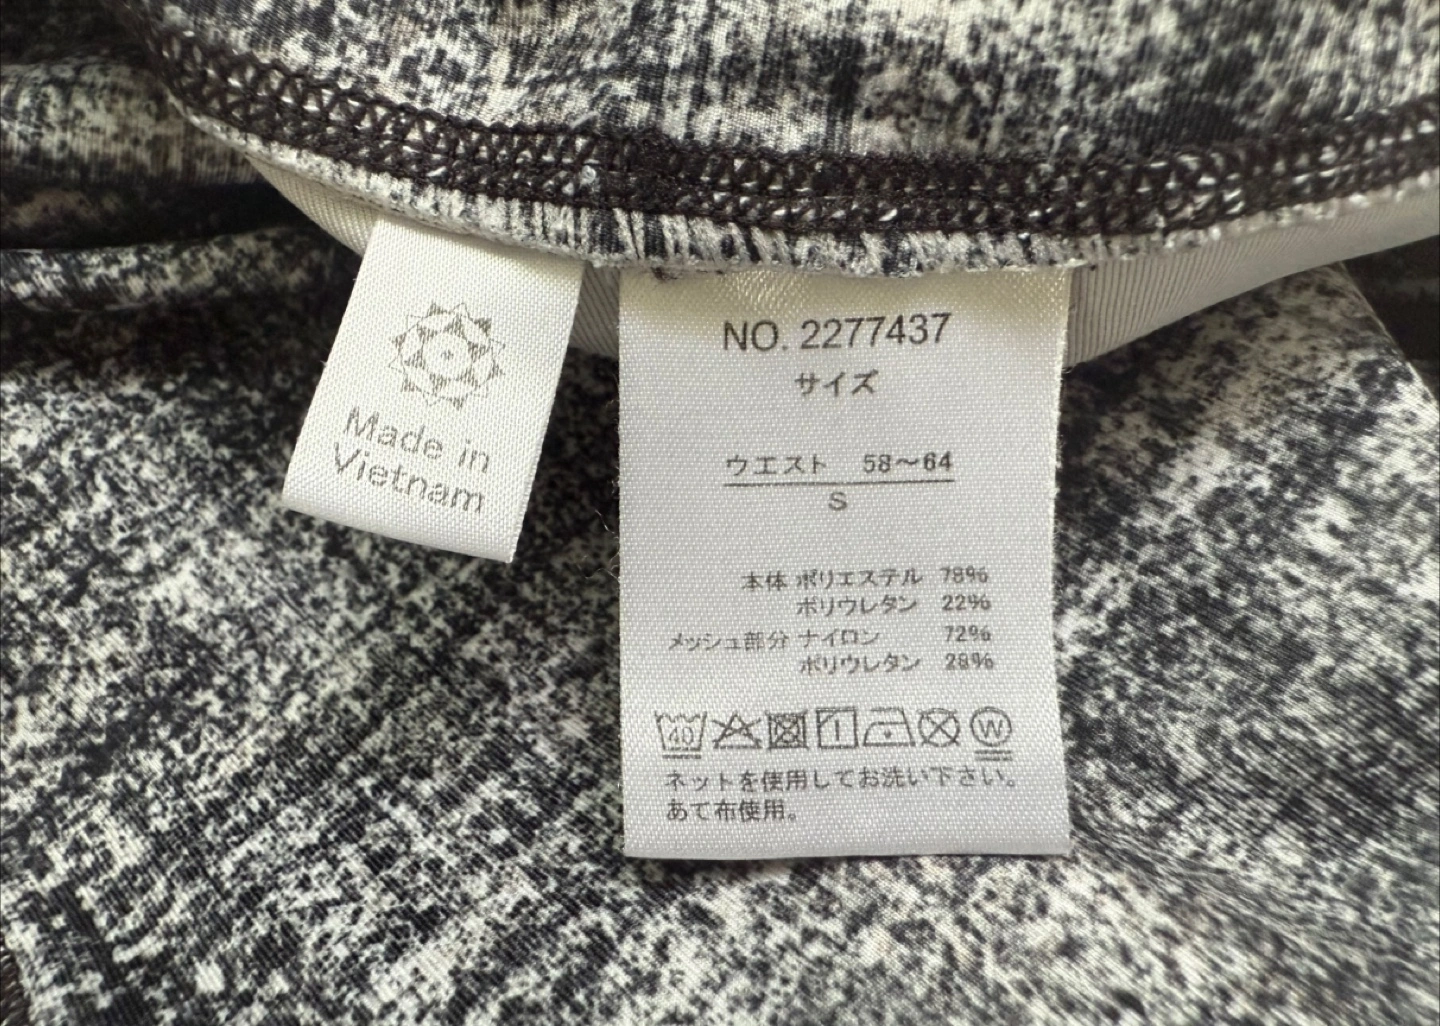 Made in
Vietnam
NO. 2277437
サイズ
ウエスト 58～64
S
本体 ポリエステル 78%
ポリウレタン 22%
メッシュ部分 ナイロン 72%
ポリウレタン 28%
40 W
ネットを使用してお洗い下さい。
あて布使用。